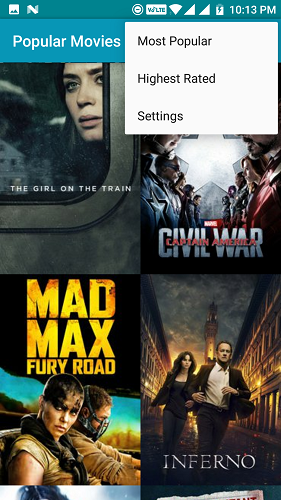 VoLTE 10:13 PM
Popular Movies
Most Popular
Highest Rated
Settings
THE GIRL ON THE TRAIN
MARVEL
CAPTAIN AMERICA
CIVIL WAR
MAD
MAX
FURY ROAD
INFERNO